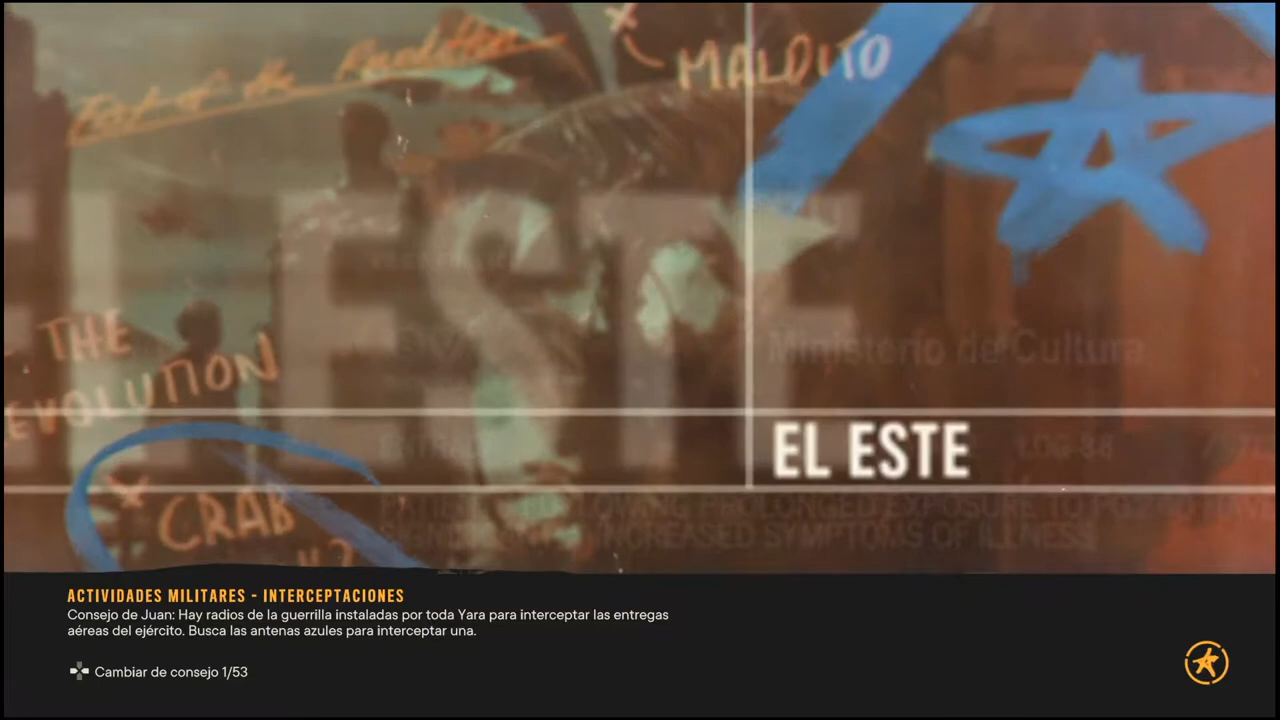 MALDITO
THE
EVOLUTION
EL ESTE
Ministerio de Cultura
EL ESTE
CRAB
INCREASED SYMPTOMS OF ILLNESS
ACTIVIDADES MILITARES - INTERCEPTACIONES
Consejo de Juan: Hay radios de la guerrilla instaladas por toda Yara para interceptar las entregas
aéreas del ejército. Busca las antenas azules para interceptar una.
Cambiar de consejo 1/53